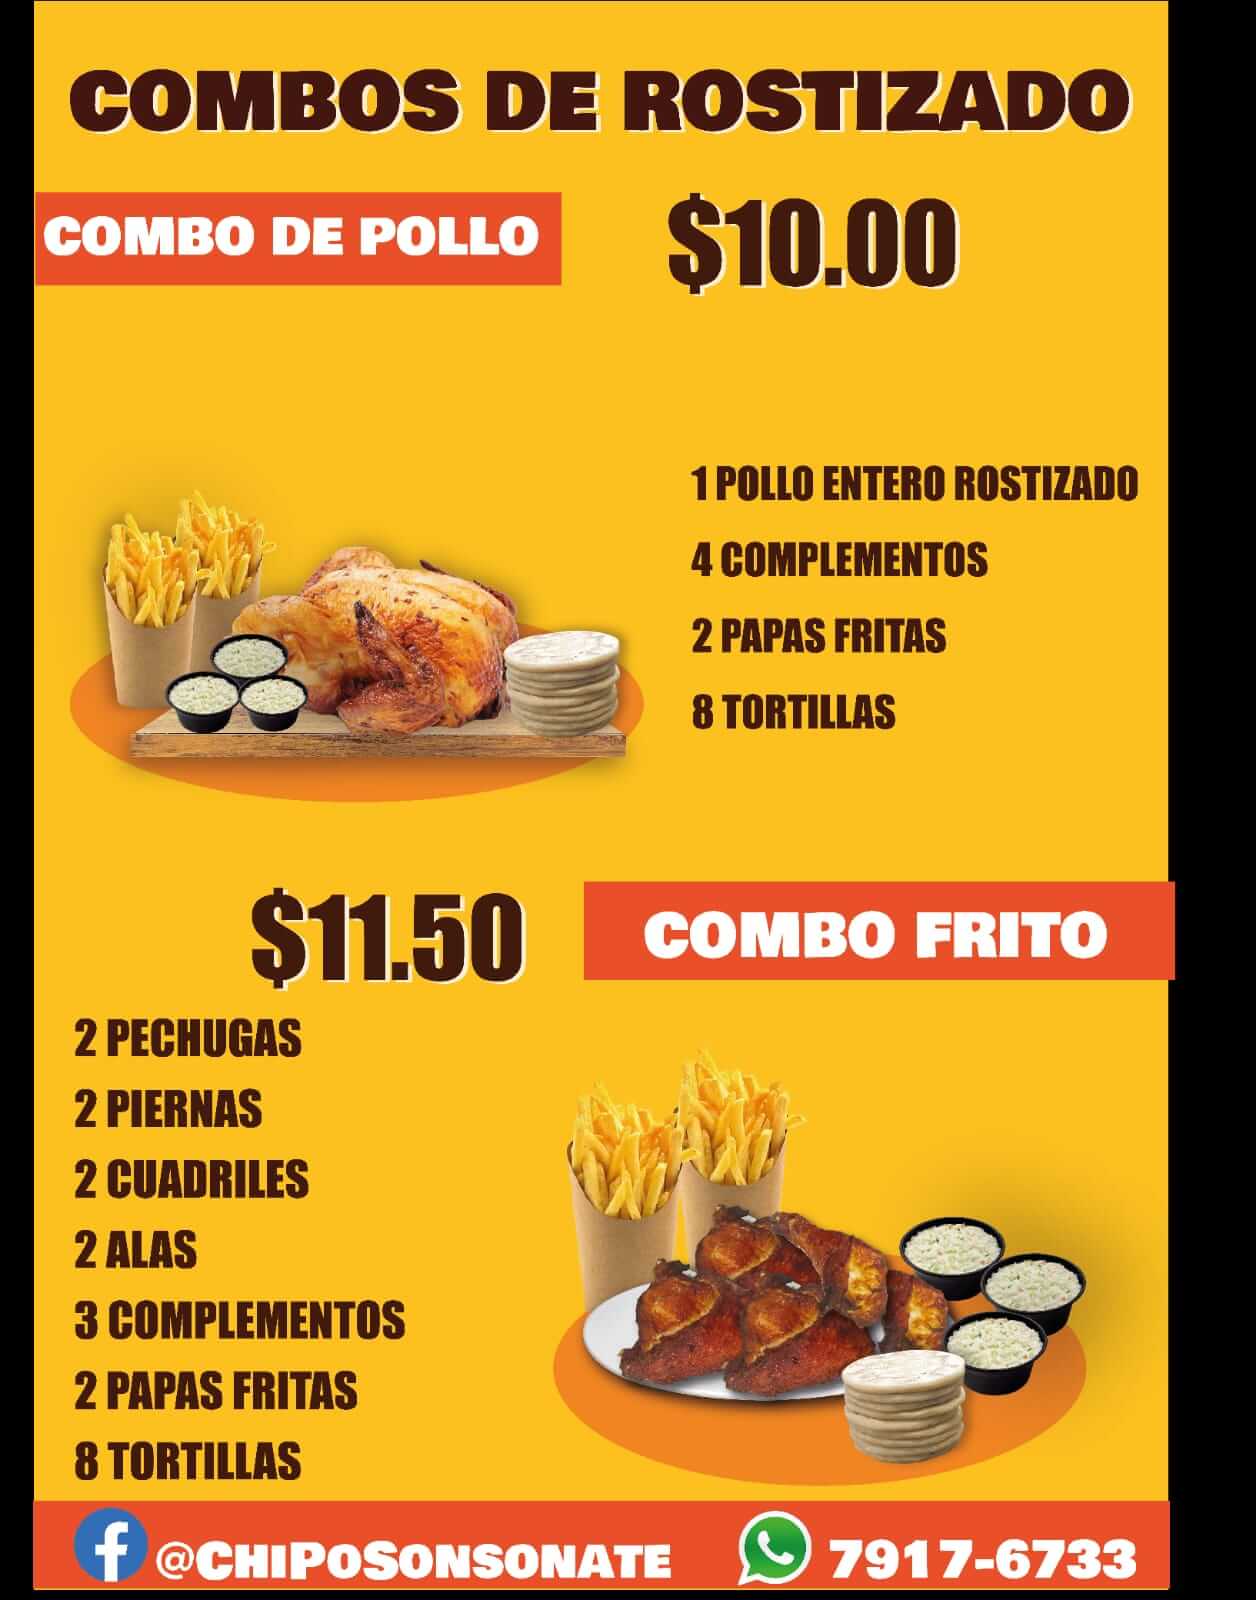 COMBOS DE ROSTIZADO
COMBO DE POLLO
$10.00
1 POLLO ENTERO ROSTIZADO
4 COMPLEMENTOS
2 PAPAS FRITAS
8 TORTILLAS
$11.50
COMBO FRITO
2 PECHUGAS
2 PIERNAS
2 CUADRILES
2 ALAS
3 COMPLEMENTOS
2 PAPAS FRITAS
8 TORTILLAS
@CHIPOSONSONATE
7917-6733